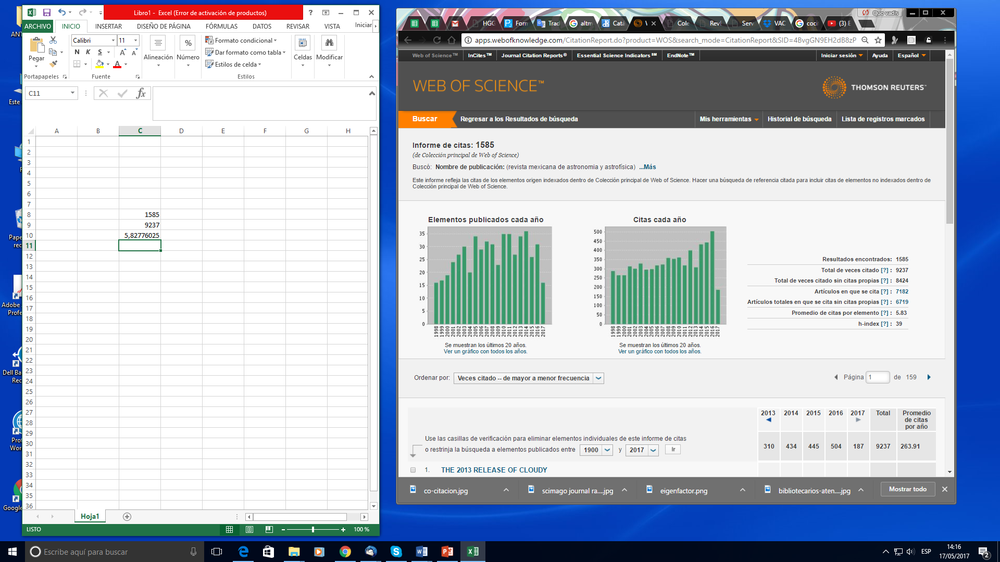 Libro1 - Excel (Error de activación de productos)
ARCHIVO INICIO INSERTAR DISEÑO DE PÁGINA FÓRMULAS DATOS REVISAR VISTA Iniciar
Pegar
Calibri 11
N K S
Alineación
Número
Formato condicional
Dar formato como tabla
Estilos de celda
Celdas
Modificar
Portapapeles Fuente Estilos
C11
fx
A B C D E F G H
1
2
3
4
5
6
7
8 1585
9 9237
10 5,82776025
11
12
13
14
15
16
17
18
19
20
21
22
23
24
25
26
27
28
29
30
31
32
33
34
35
36
Hoja1
LISTO
100 %
Este
Adobe
Profe
Dell Ba
Rec
Prot
Wor
Google
Quo vadis
HGG Form Trad altm Catá Cole RevE Serv VAC coci (3) E
apps.webofknowledge.com/CitationReport.do?product=WOS&search_mode=CitationReport&SID=4BvgGN9EH2dB8zP
Web of Science™ InCites™ Journal Citation Reports® Essential Science Indicators℠ EndNote™ Iniciar sesión Ayuda Español
WEB OF SCIENCE™
THOMSON REUTERS™
Buscar Regresar a los Resultados de búsqueda Mis herramientas Historial de búsqueda Lista de registros marcados
Informe de citas: 1585
(de Colección principal de Web of Science)
Buscó: Nombre de publicación: (revista mexicana de astronomia y astrofísica) ...Más
Este informe refleja las citas de los elementos origen indexados dentro de Colección principal de Web of Science. Hacer una búsqueda de referencia citada para incluir citas de elementos no indexados dentro de
Colección principal de Web of Science.
Elementos publicados cada año
35
30
25
20
15
10
5
0
1998 1999 2000 2001 2002 2003 2004 2005 2006 2007 2008 2009 2010 2011 2012 2013 2014 2015 2016 2017
Se muestran los últimos 20 años.
Ver un gráfico con todos los años.
Citas cada año
500
450
400
350
300
250
200
150
100
50
0
1998 1999 2000 2001 2002 2003 2004 2005 2006 2007 2008 2009 2010 2011 2012 2013 2014 2015 2016 2017
Se muestran los últimos 20 años.
Ver un gráfico con todos los años.
Resultados encontrados: 1585
Total de veces citado [?] : 9237
Total de veces citado sin citas propias [?] : 8424
Artículos en que se cita [?] : 7182
Artículos totales en que se cita sin citas propias [?] : 6719
Promedio de citas por elemento [?] : 5.83
h-index [?] : 39
Ordenar por: Veces citado -- de mayor a menor frecuencia Página 1 de 159
2013 2014 2015 2016 2017 Total Promedio
de citas
por año
Use las casillas de verificación para eliminar elementos individuales de este informe de citas
o restrinja la búsqueda a elementos publicados entre 1900 y 2017 Ir
310 434 445 504 187 9237 263.91
1. THE 2013 RELEASE OF CLOUDY
co-citacion.jpg scimago journal ra....jpg eigenfactor.png bibliotecarios-aten....jpg Mostrar todo
Escribe aquí para buscar
ESP
14:16
17/05/2017
2